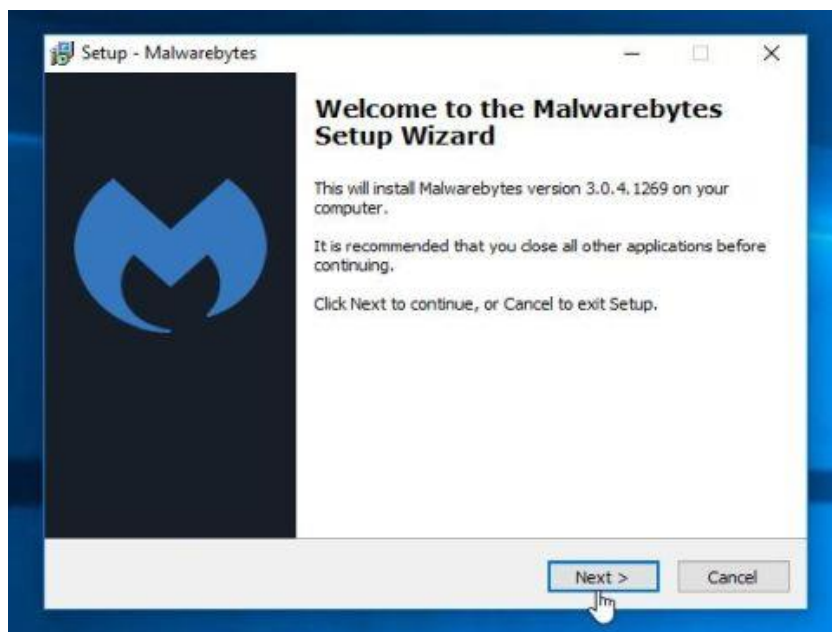 Setup - Malwarebytes
Welcome to the Malwarebytes
Setup Wizard
This will install Malwarebytes version 3.0.4.1269 on your
computer.
It is recommended that you close all other applications before
continuing.
Click Next to continue, or Cancel to exit Setup.
Next >
Cancel